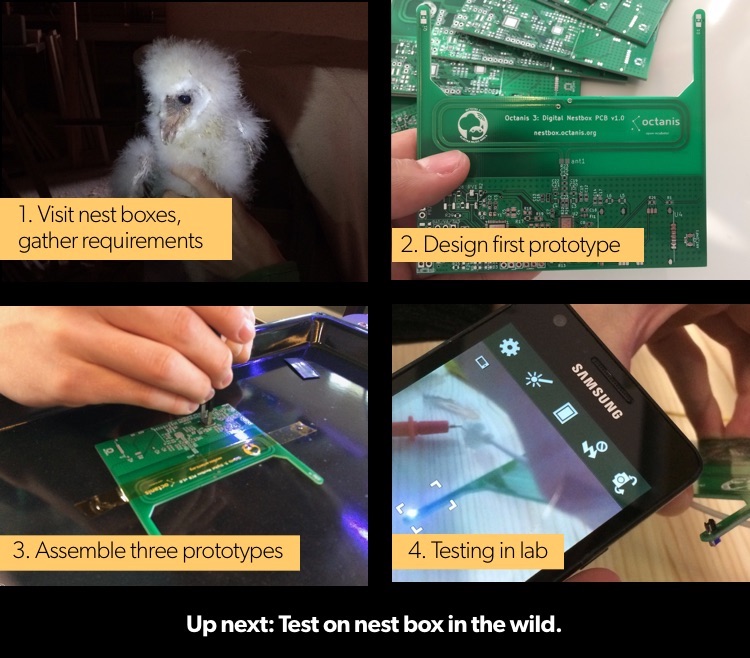 1. Visit nest boxes,
gather requirements
Octanis 3: Digital Nestbox PCB v1.0
nestbox.octanis.org
octanis
ant1
2. Design first prototype
octanis
3. Assemble three prototypes
SAMSUNG
4. Testing in lab
Up next: Test on nest box in the wild.